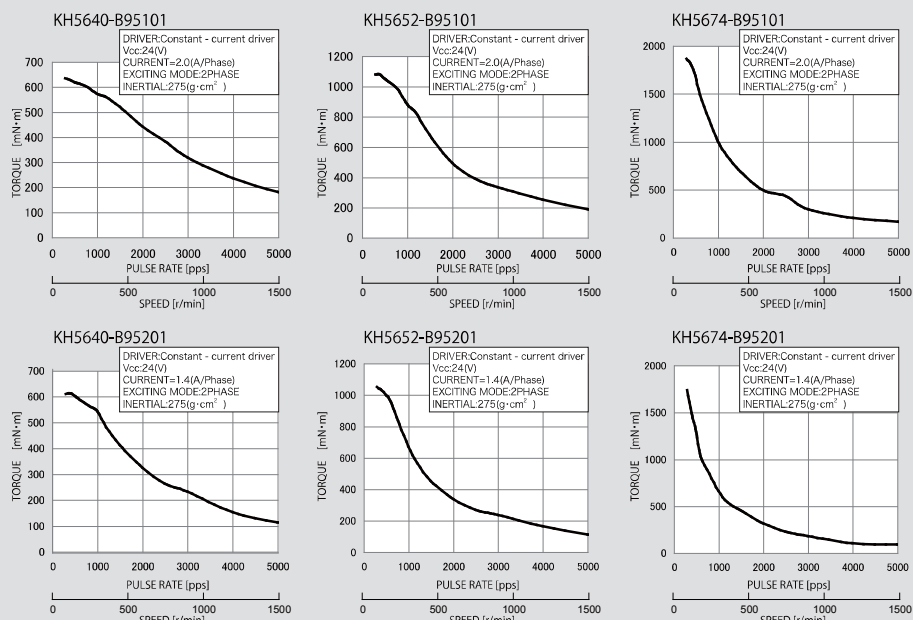 KH5640-B95101
DRIVER:Constant - current driver
Vcc:24(V)
CURRENT=2.0(A/Phase)
EXCITING MODE:2PHASE
INERTIAL:275(g·cm² )
TORQUE [mN·m]
700
600
500
400
300
200
100
0
0 1000 2000 3000 4000 5000
PULSE RATE [pps]
0 500 1000 1500
SPEED [r/min]
KH5652-B95101
DRIVER:Constant - current driver
Vcc:24(V)
CURRENT=2.0(A/Phase)
EXCITING MODE:2PHASE
INERTIAL:275(g·cm² )
TORQUE [mN·m]
1200
1000
800
600
400
200
0
0 1000 2000 3000 4000 5000
PULSE RATE [pps]
0 500 1000 1500
SPEED [r/min]
KH5674-B95101
DRIVER:Constant - current driver
Vcc:24(V)
CURRENT=2.0(A/Phase)
EXCITING MODE:2PHASE
INERTIAL:275(g·cm² )
TORQUE [mN·m]
2000
1500
1000
500
0
0 1000 2000 3000 4000 5000
PULSE RATE [pps]
0 500 1000 1500
SPEED [r/min]
KH5640-B95201
DRIVER:Constant - current driver
Vcc:24(V)
CURRENT=1.4(A/Phase)
EXCITING MODE:2PHASE
INERTIAL:275(g·cm² )
TORQUE [mN·m]
700
600
500
400
300
200
100
0
0 1000 2000 3000 4000 5000
PULSE RATE [pps]
0 500 1000 1500
SPEED [r/min]
KH5652-B95201
DRIVER:Constant - current driver
Vcc:24(V)
CURRENT=1.4(A/Phase)
EXCITING MODE:2PHASE
INERTIAL:275(g·cm² )
TORQUE [mN·m]
1200
1000
800
600
400
200
0
0 1000 2000 3000 4000 5000
PULSE RATE [pps]
0 500 1000 1500
SPEED [r/min]
KH5674-B95201
DRIVER:Constant - current driver
Vcc:24(V)
CURRENT=1.4(A/Phase)
EXCITING MODE:2PHASE
INERTIAL:275(g·cm² )
TORQUE [mN·m]
2000
1500
1000
500
0
0 1000 2000 3000 4000 5000
PULSE RATE [pps]
0 500 1000 1500
SPEED [r/min]